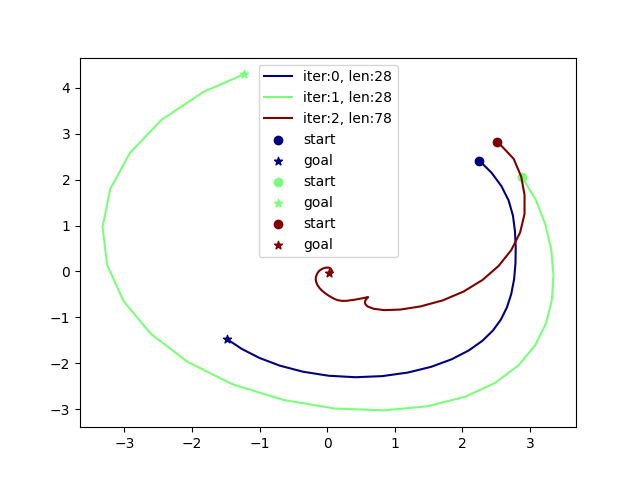 4
3
2
1
0
−1
−2
−3
−3
−2
−1
0
1
2
3
iter:0, len:28
iter:1, len:28
iter:2, len:78
start
goal
start
goal
start
goal